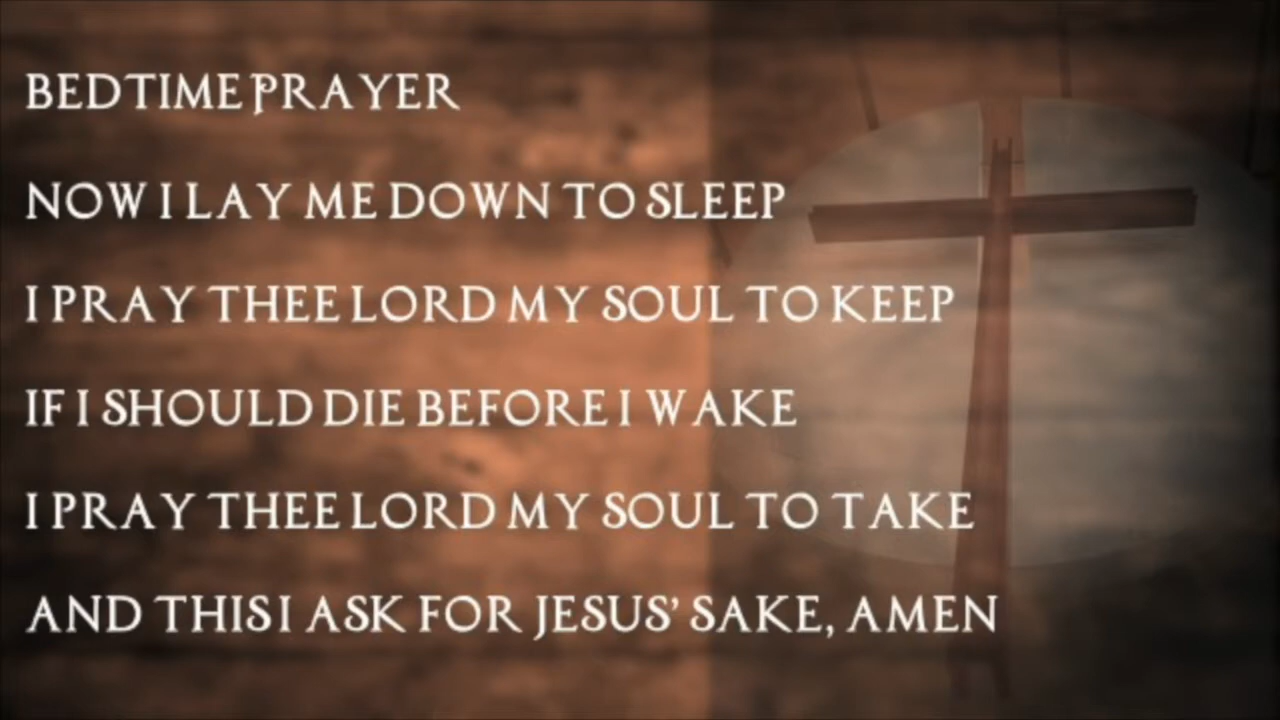 BEDTIME PRAYER
NOW I LAY ME DOWN TO SLEEP
I PRAY THEE LORD MY SOUL TO KEEP
IF I SHOULD DIE BEFORE I WAKE
I PRAY THEE LORD MY SOUL TO TAKE
AND THIS I ASK FOR JESUS’ SAKE, AMEN